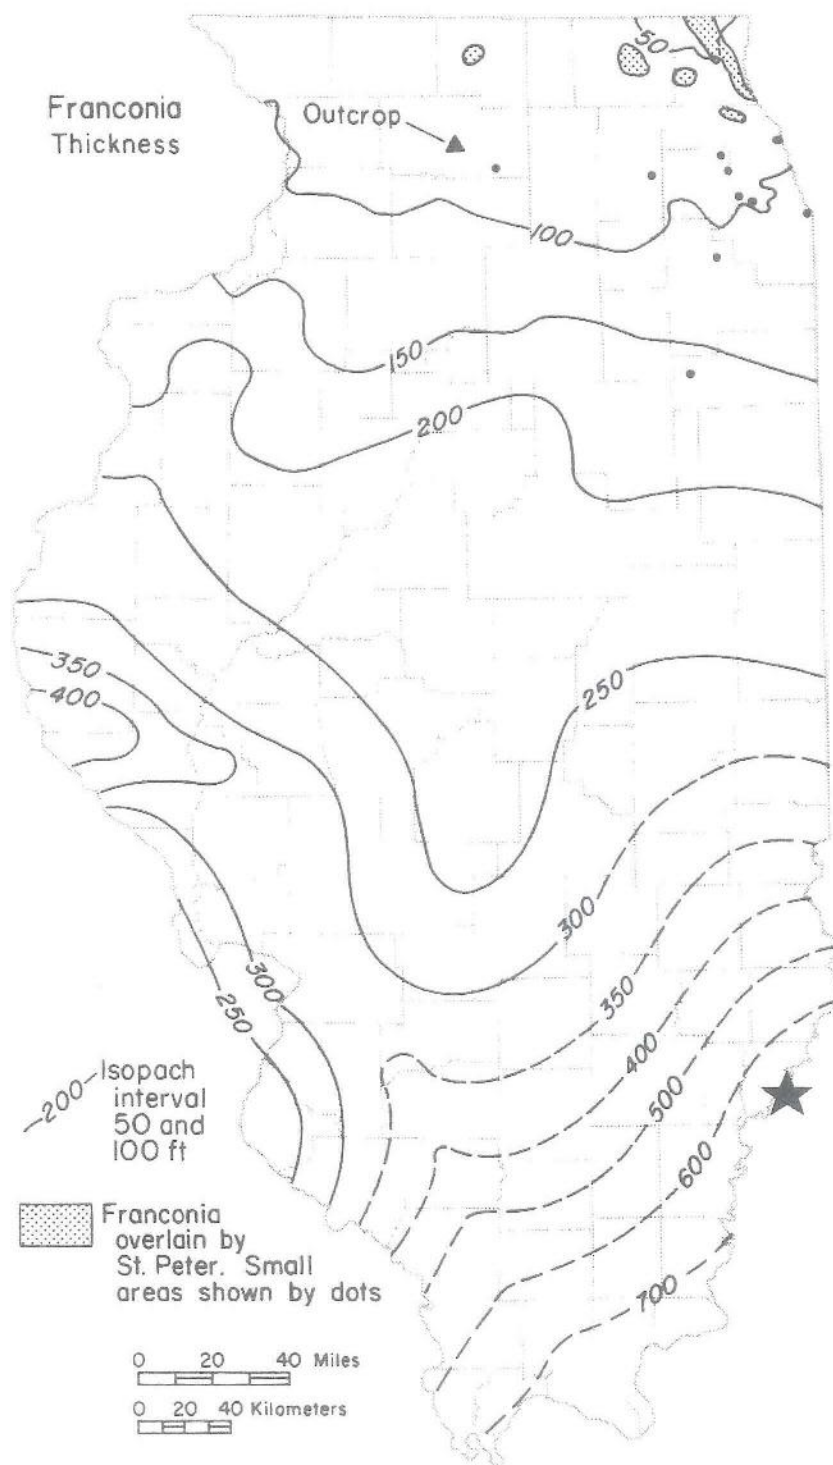 50
Franconia
Thickness
Outcrop
100
150
200
250
350
400
300
350
400
500
600
700
300
250
-200- Isopach
interval
50 and
100 ft
Franconia
overlain by
St. Peter. Small
areas shown by dots
0 20 40 Miles
0 20 40 Kilometers